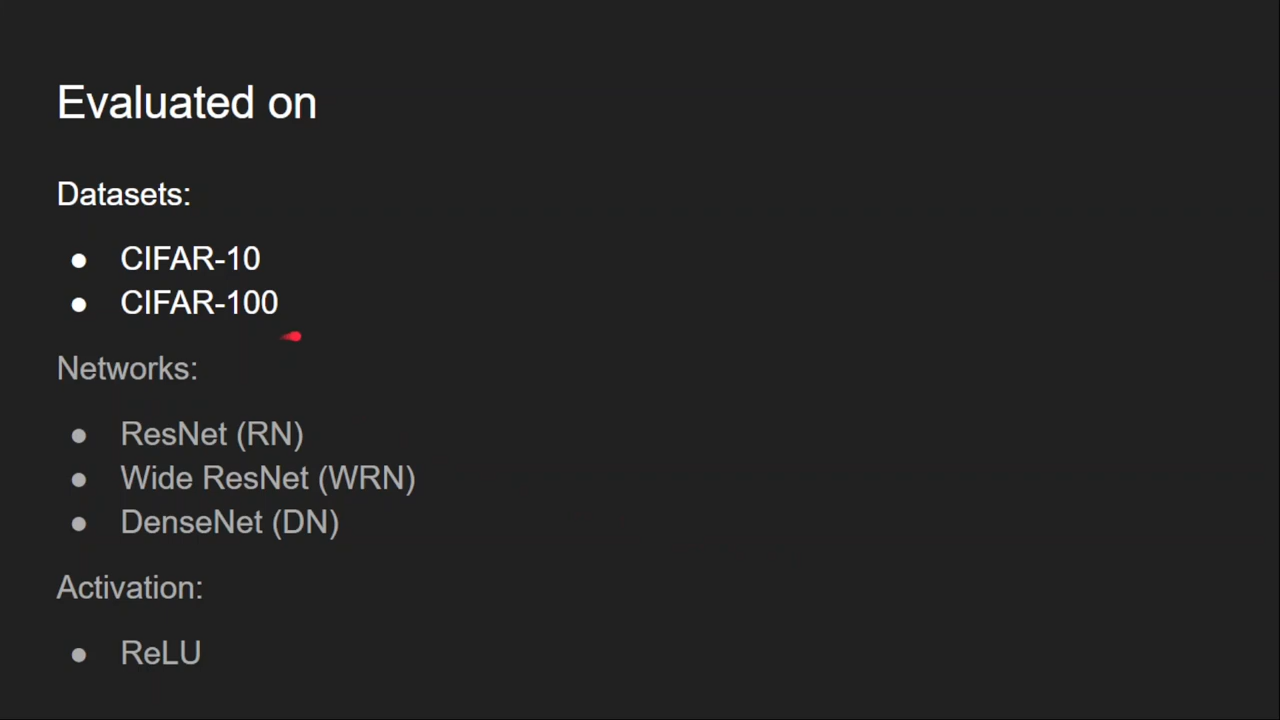 Evaluated on
Datasets:
● CIFAR-10
● CIFAR-100
Networks:
● ResNet (RN)
● Wide ResNet (WRN)
● DenseNet (DN)
Activation:
● ReLU